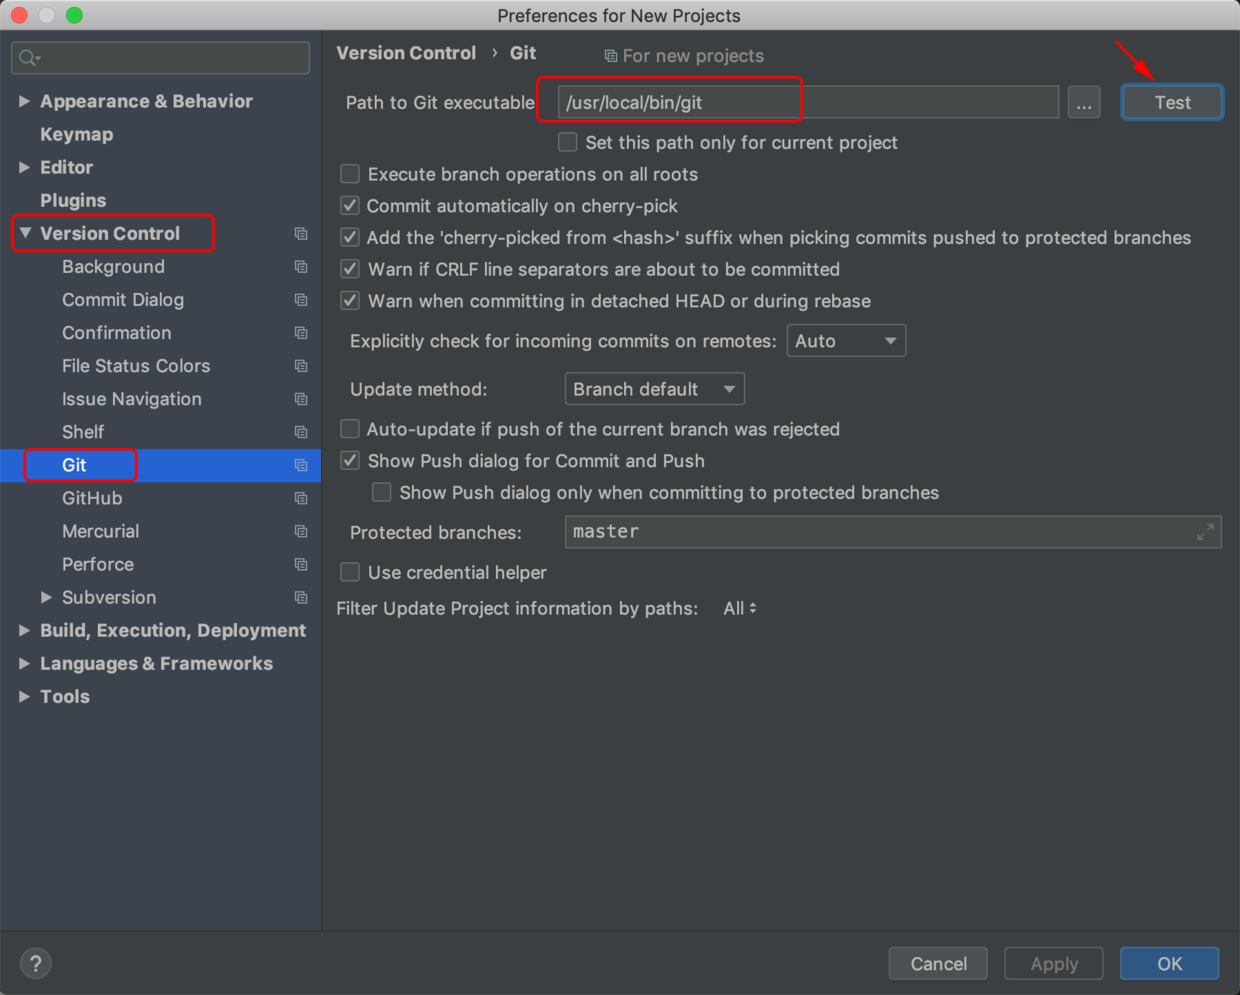 Preferences for New Projects
Appearance & Behavior
Keymap
Editor
Plugins
Version Control
Background
Commit Dialog
Confirmation
File Status Colors
Issue Navigation
Shelf
Git
GitHub
Mercurial
Perforce
Subversion
Build, Execution, Deployment
Languages & Frameworks
Tools
Version Control › Git For new projects
Path to Git executable /usr/local/bin/git ... Test
Set this path only for current project
Execute branch operations on all roots
Commit automatically on cherry-pick
Add the 'cherry-picked from <hash>' suffix when picking commits pushed to protected branches
Warn if CRLF line separators are about to be committed
Warn when committing in detached HEAD or during rebase
Explicitly check for incoming commits on remotes: Auto
Update method: Branch default
Auto-update if push of the current branch was rejected
Show Push dialog for Commit and Push
Show Push dialog only when committing to protected branches
Protected branches: master
Use credential helper
Filter Update Project information by paths: All
? Cancel Apply OK